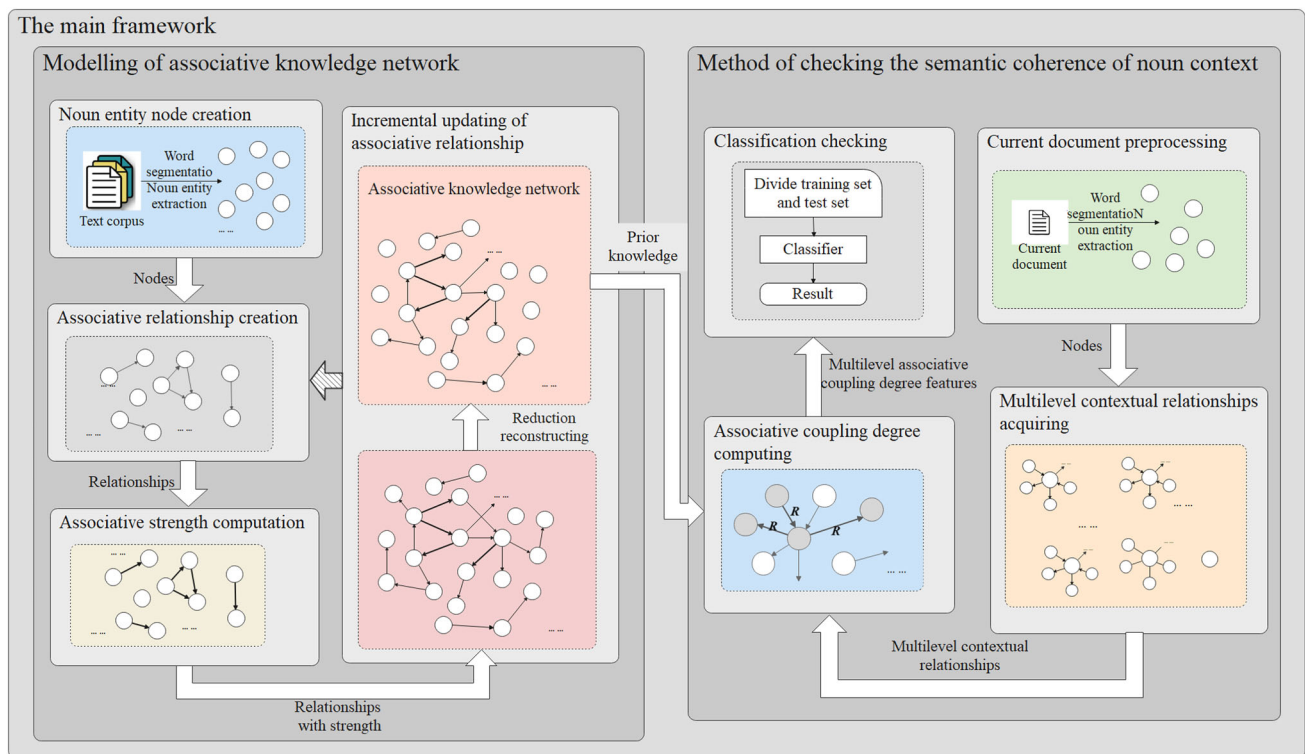 The main framework
Modelling of associative knowledge network
Noun entity node creation
Word
segmentatio
Noun entity
extraction
Text corpus
... ...
Nodes
Associative relationship creation
... ...
... ...
... ...
Relationships
Associative strength computation
... ...
... ...
... ...
Relationships
with strength
Incremental updating of
associative relationship
Associative knowledge network
... ...
... ...
Reduction
reconstructing
... ...
... ...
Prior
knowledge
Method of checking the semantic coherence of noun context
Classification checking
Divide training set
and test set
Classifier
Result
Multilevel associative
coupling degree features
Associative coupling degree
computing
R
R
R
... ...
Current document preprocessing
Word
segmentatioN
oun entity
extraction
Current
document
Nodes
Multilevel contextual relationships
acquiring
... ...
... ...
... ...
... ...
... ...
... ...
Multilevel contextual
relationships